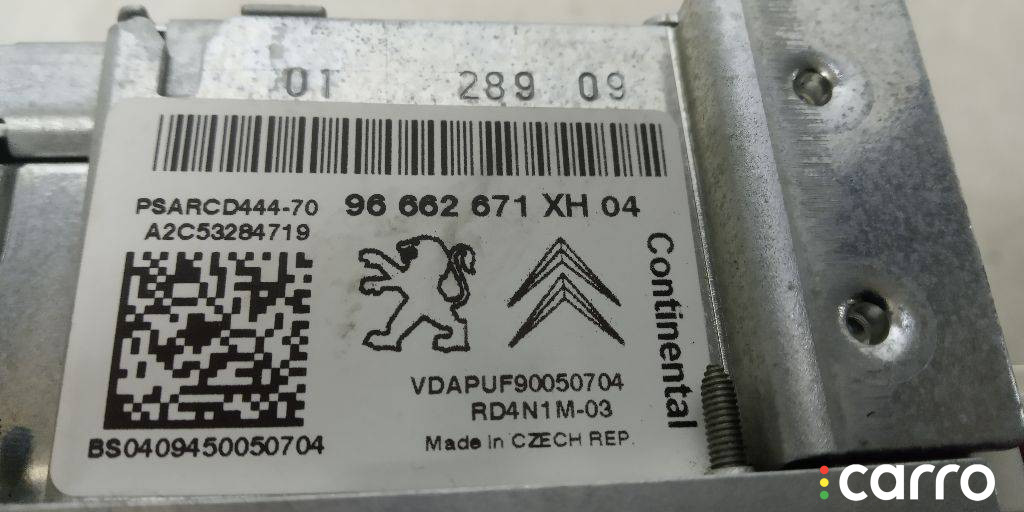 01 289 09
PSARCD444-70 96 662 671 XH 04
A2C53284719
Continental
VDAPUF90050704
RD4N1M-03
BS0409450050704
Made in CZECH REP.
carro